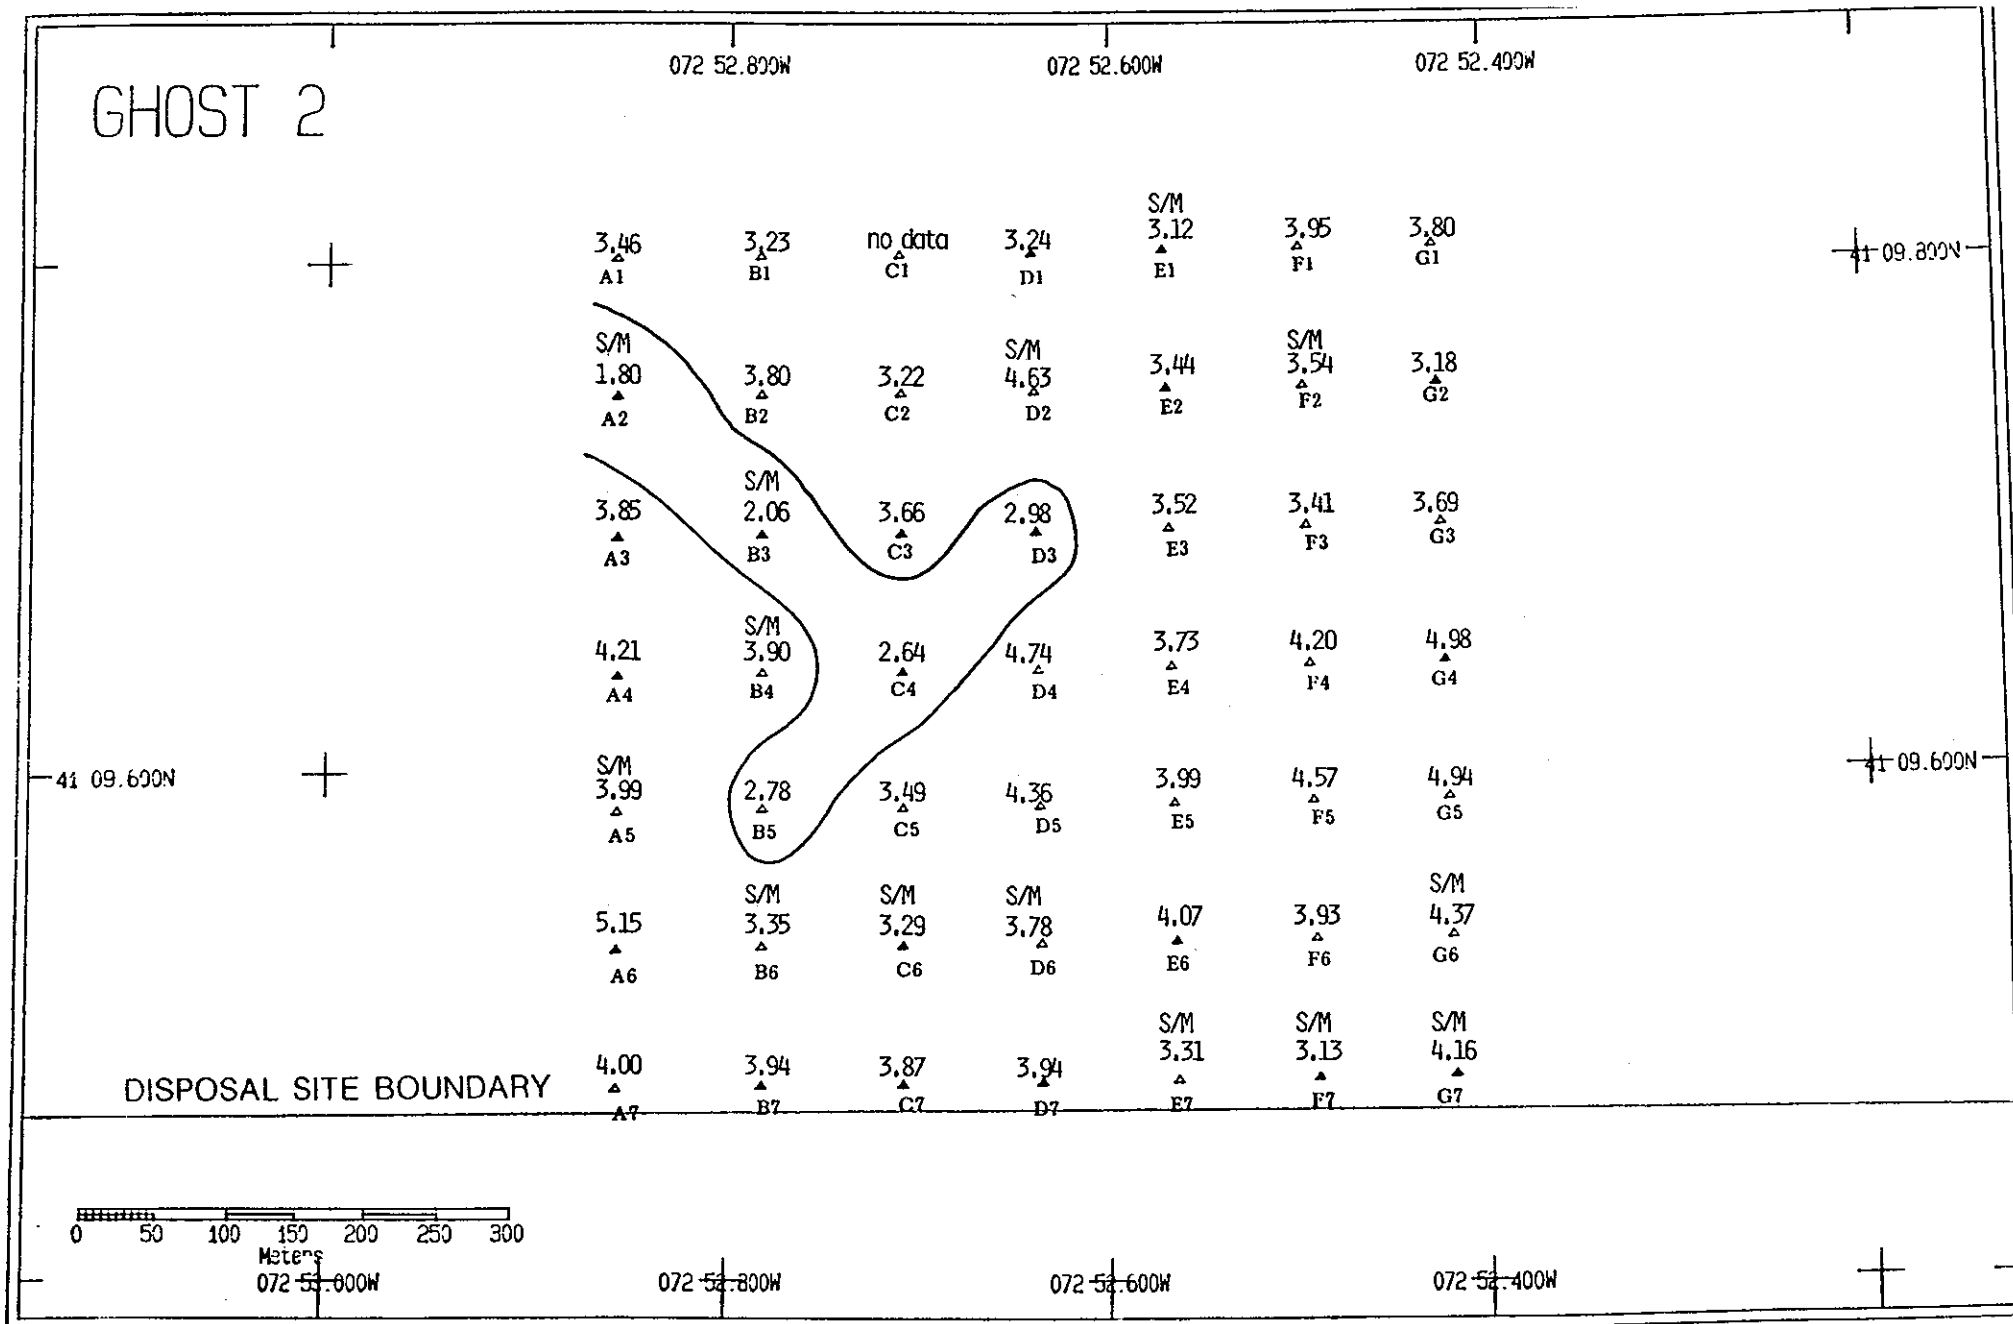 072 52.800W 072 52.600W 072 52.400W
GHOST 2
S/M
3.46 3.23 no data 3.24 3.12 3.95 3.80
41 09.800N
A1 B1 C1 D1 E1 F1 G1
S/M S/M S/M
1.80 3.80 3.22 4.63 3.44 3.54 3.18
A2 B2 C2 D2 E2 F2 G2
S/M
3.85 2.06 3.66 2.98 3.52 3.41 3.69
A3 B3 C3 D3 E3 F3 G3
S/M
4.21 3.90 2.64 4.74 3.73 4.20 4.98
A4 B4 C4 D4 E4 F4 G4
S/M
41 09.600N 3.99 2.78 3.49 4.36 3.99 4.57 4.94 41 09.600N
A5 B5 C5 D5 E5 F5 G5
S/M S/M S/M S/M
5.15 3.35 3.29 3.78 4.07 3.93 4.37
A6 B6 C6 D6 E6 F6 G6
S/M S/M S/M
4.00 3.94 3.87 3.94 3.31 3.13 4.16
DISPOSAL SITE BOUNDARY
A7 B7 C7 D7 E7 F7 G7
0 50 100 150 200 250 300
Meters
072 53.000W 072 52.800W 072 52.600W 072 52.400W